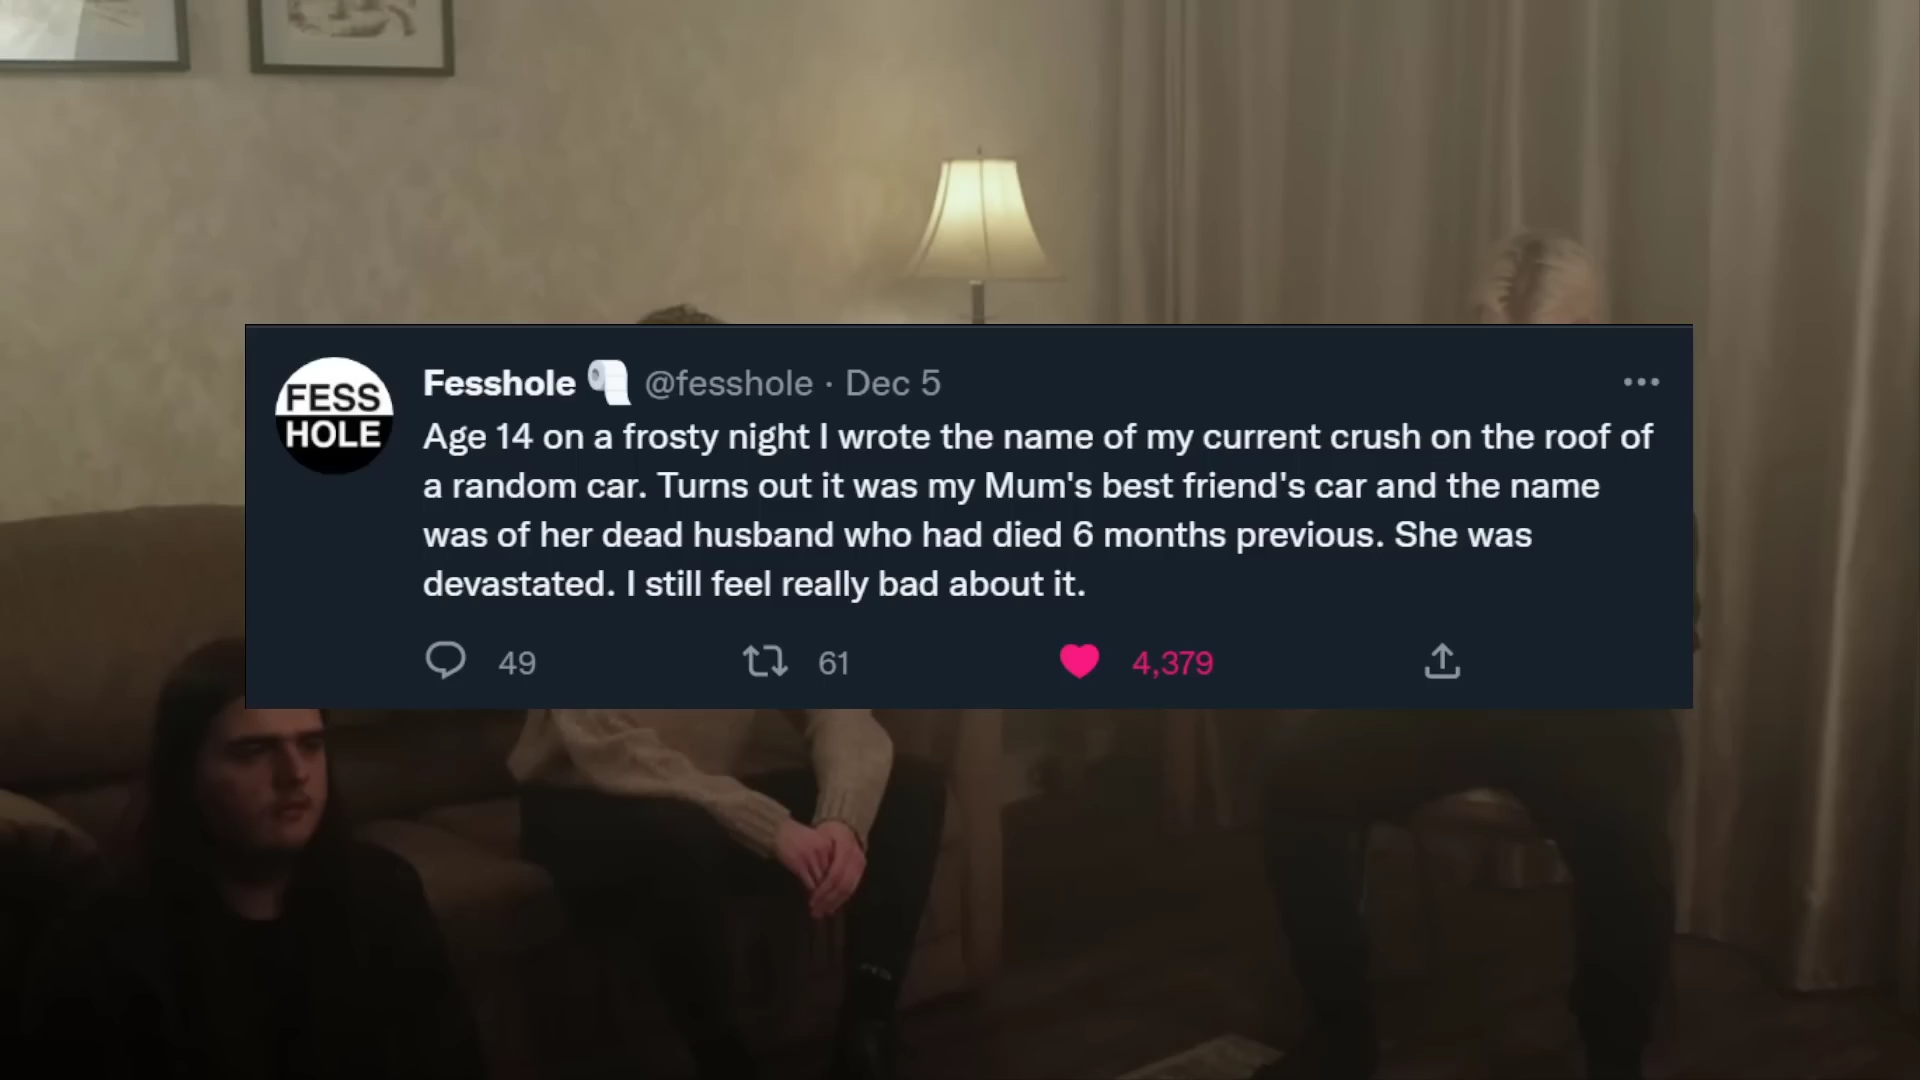 FESS
HOLE
Fesshole 🧻 @fesshole · Dec 5
Age 14 on a frosty night I wrote the name of my current crush on the roof of
a random car. Turns out it was my Mum's best friend's car and the name
was of her dead husband who had died 6 months previous. She was
devastated. I still feel really bad about it.
49 61 4,379